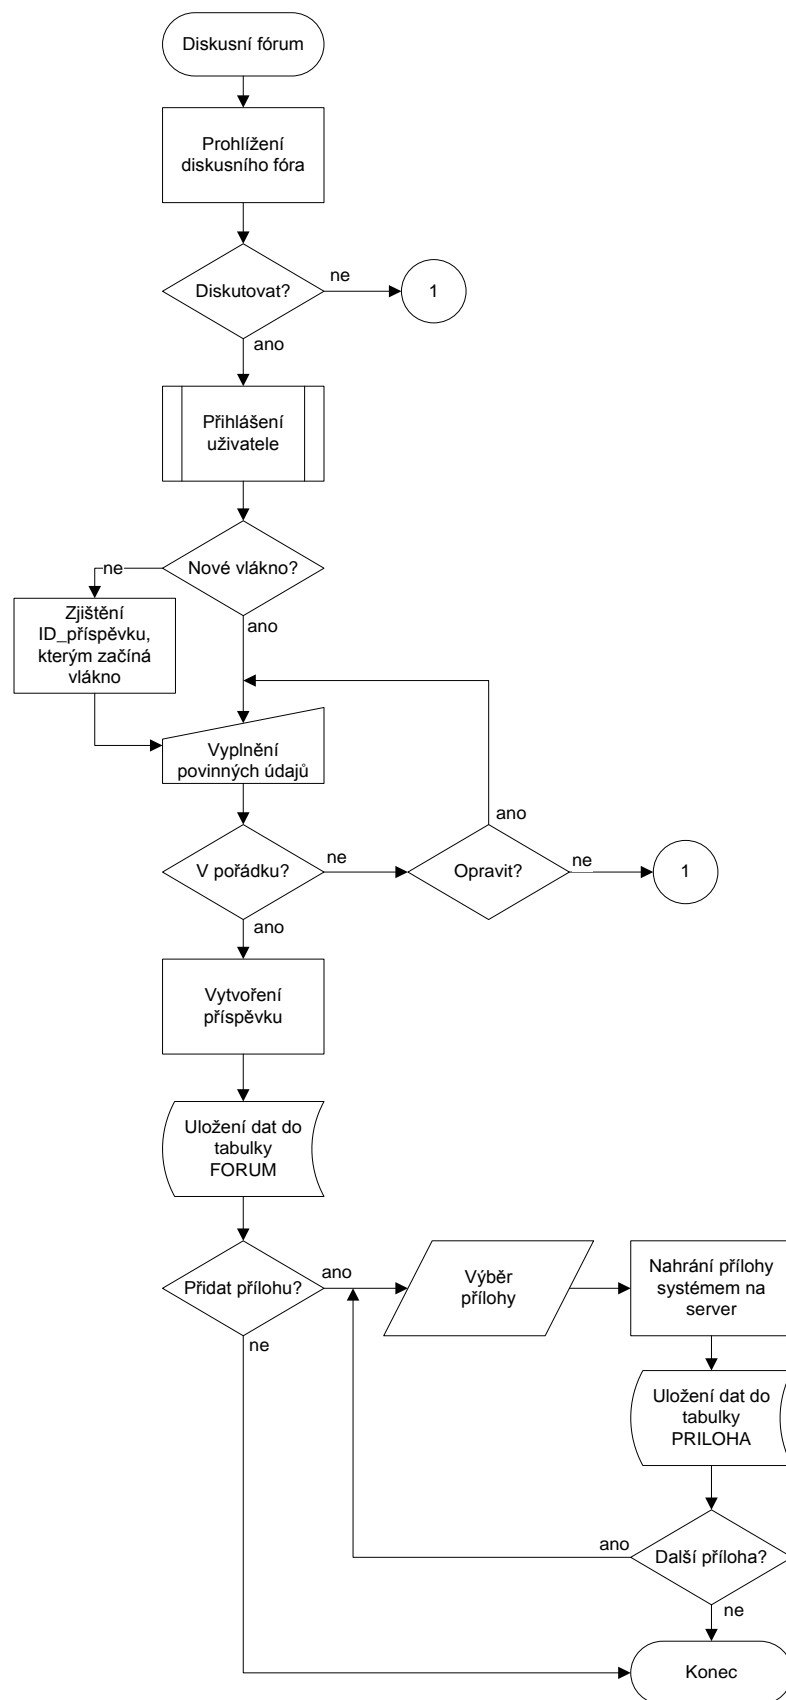 Diskusní fórum
Prohlížení
diskusního fóra
Diskutovat?
ne
1
ano
Přihlášení
uživatele
Nové vlákno?
ne
ano
Zjištění
ID_příspěvku,
kterým začíná
vlákno
Vyplnění
povinných údajů
V pořádku?
ne
ano
Opravit?
ano
ne
1
Vytvoření
příspěvku
Uložení dat do
tabulky
FORUM
Přidat přílohu?
ano
ne
Výběr
přílohy
Nahrání přílohy
systémem na
server
Uložení dat do
tabulky
PRILOHA
Další příloha?
ano
ne
Konec